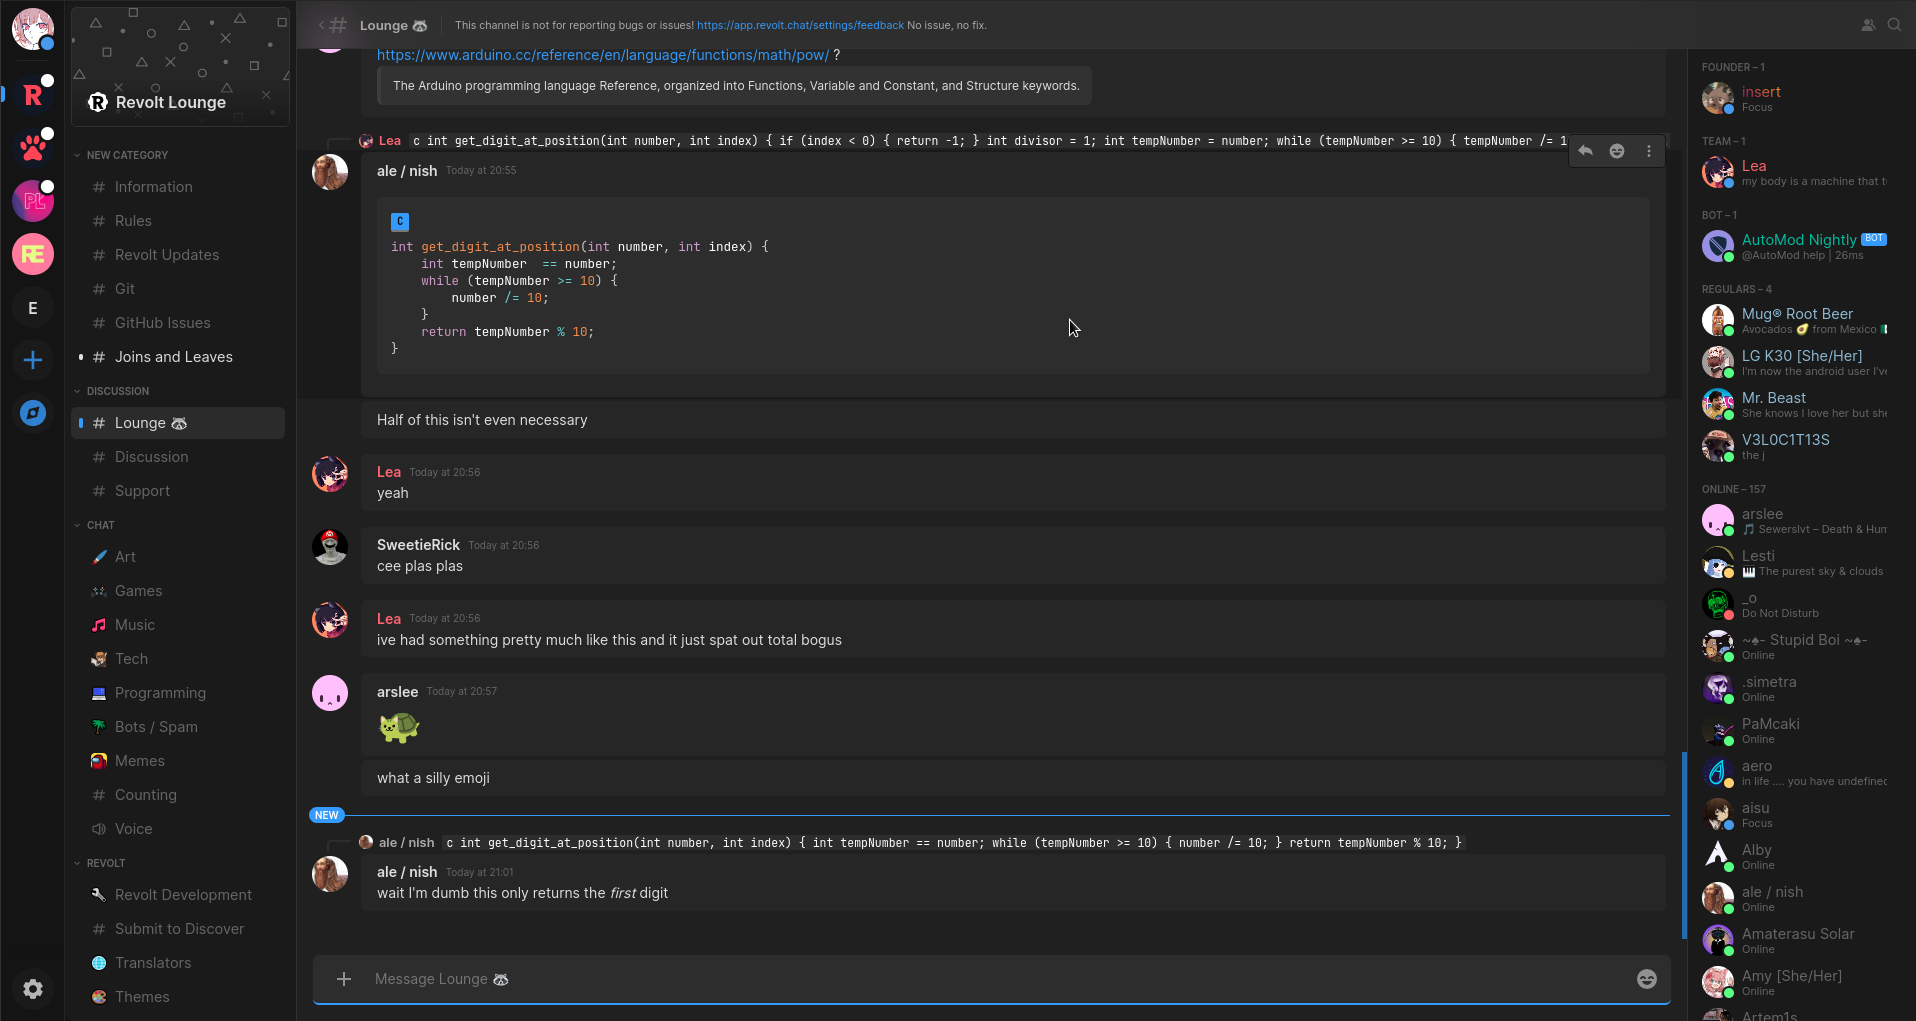 Lounge 🦝
This channel is not for reporting bugs or issues! https://app.revolt.chat/settings/feedback No issue, no fix.
R
PL
RE
E
Revolt Lounge
NEW CATEGORY
# Information
# Rules
# Revolt Updates
# Git
# GitHub Issues
# Joins and Leaves
DISCUSSION
# Lounge 🦝
# Discussion
# Support
CHAT
Art
Games
Music
Tech
Programming
Bots / Spam
Memes
# Counting
Voice
REVOLT
Revolt Development
# Submit to Discover
Translators
Themes
https://www.arduino.cc/reference/en/language/functions/math/pow/ ?
The Arduino programming language Reference, organized into Functions, Variable and Constant, and Structure keywords.
Lea c int get_digit_at_position(int number, int index) { if (index < 0) { return -1; } int divisor = 1; int tempNumber = number; while (tempNumber >= 10) { tempNumber /= 1
ale / nish Today at 20:55
C
int get_digit_at_position(int number, int index) {
    int tempNumber  == number;
    while (tempNumber >= 10) {
        number /= 10;
    }
    return tempNumber % 10;
}
Half of this isn't even necessary
Lea Today at 20:56
yeah
SweetieRick Today at 20:56
cee plas plas
Lea Today at 20:56
ive had something pretty much like this and it just spat out total bogus
arslee Today at 20:57
what a silly emoji
NEW
ale / nish c int get_digit_at_position(int number, int index) { int tempNumber == number; while (tempNumber >= 10) { number /= 10; } return tempNumber % 10; }
ale / nish Today at 21:01
wait I'm dumb this only returns the first digit
Message Lounge 🦝
FOUNDER – 1
insert
Focus
TEAM – 1
Lea
my body is a machine that t
BOT – 1
AutoMod Nightly BOT
@AutoMod help | 26ms
REGULARS – 4
Mug® Root Beer
Avocados 🥑 from Mexico 🇲🇽
LG K30 [She/Her]
I'm now the android user I've
Mr. Beast
She knows I love her but she
V3L0C1T13S
the j
ONLINE – 157
arslee
🎵 Sewerslvt – Death & Hum
Lesti
🎹 The purest sky & clouds
_o
Do Not Disturb
~♠- Stupid Boi ~♠-
Online
.simetra
Online
PaMcaki
Online
aero
in life .... you have undefined
aisu
Focus
Alby
Online
ale / nish
Online
Amaterasu Solar
Online
Amy [She/Her]
Online
Artem1s